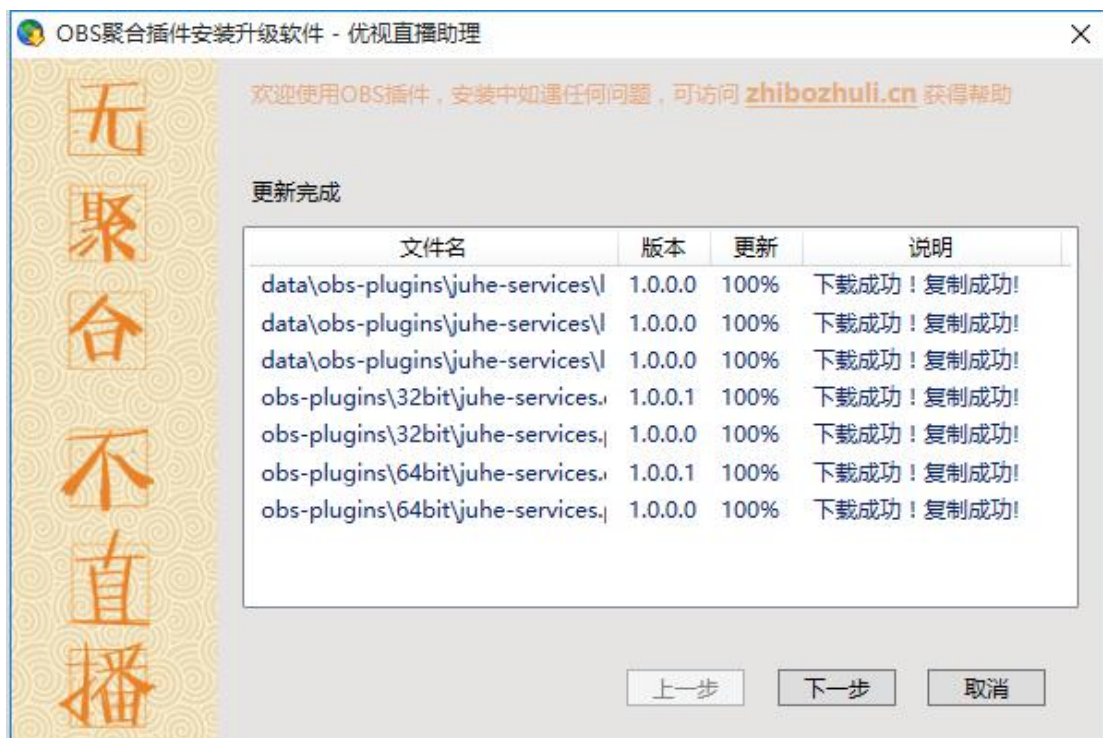 OBS聚合插件安装升级软件 - 优视直播助理
无聚合不直播
欢迎使用OBS插件，安装中如遇任何问题，可访问 zhibozhuli.cn 获得帮助
更新完成
文件名 版本 更新 说明
data\obs-plugins\juhe-services\l 1.0.0.0 100% 下载成功！复制成功!
data\obs-plugins\juhe-services\l 1.0.0.0 100% 下载成功！复制成功!
data\obs-plugins\juhe-services\l 1.0.0.0 100% 下载成功！复制成功!
obs-plugins\32bit\juhe-services. 1.0.0.1 100% 下载成功！复制成功!
obs-plugins\32bit\juhe-services. 1.0.0.0 100% 下载成功！复制成功!
obs-plugins\64bit\juhe-services. 1.0.0.1 100% 下载成功！复制成功!
obs-plugins\64bit\juhe-services. 1.0.0.0 100% 下载成功！复制成功!
上一步 下一步 取消